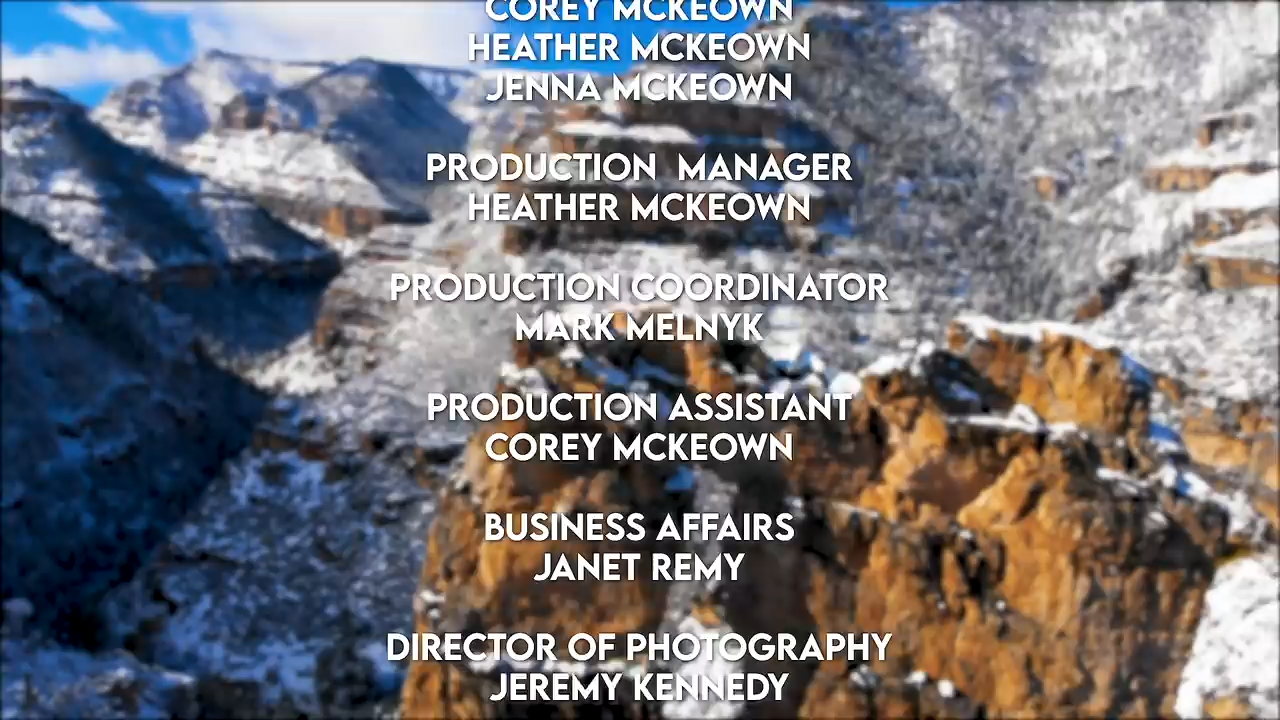 COREY MCKEOWN
HEATHER MCKEOWN
JENNA MCKEOWN
PRODUCTION MANAGER
HEATHER MCKEOWN
PRODUCTION COORDINATOR
MARK MELNYK
PRODUCTION ASSISTANT
COREY MCKEOWN
BUSINESS AFFAIRS
JANET REMY
DIRECTOR OF PHOTOGRAPHY
JEREMY KENNEDY